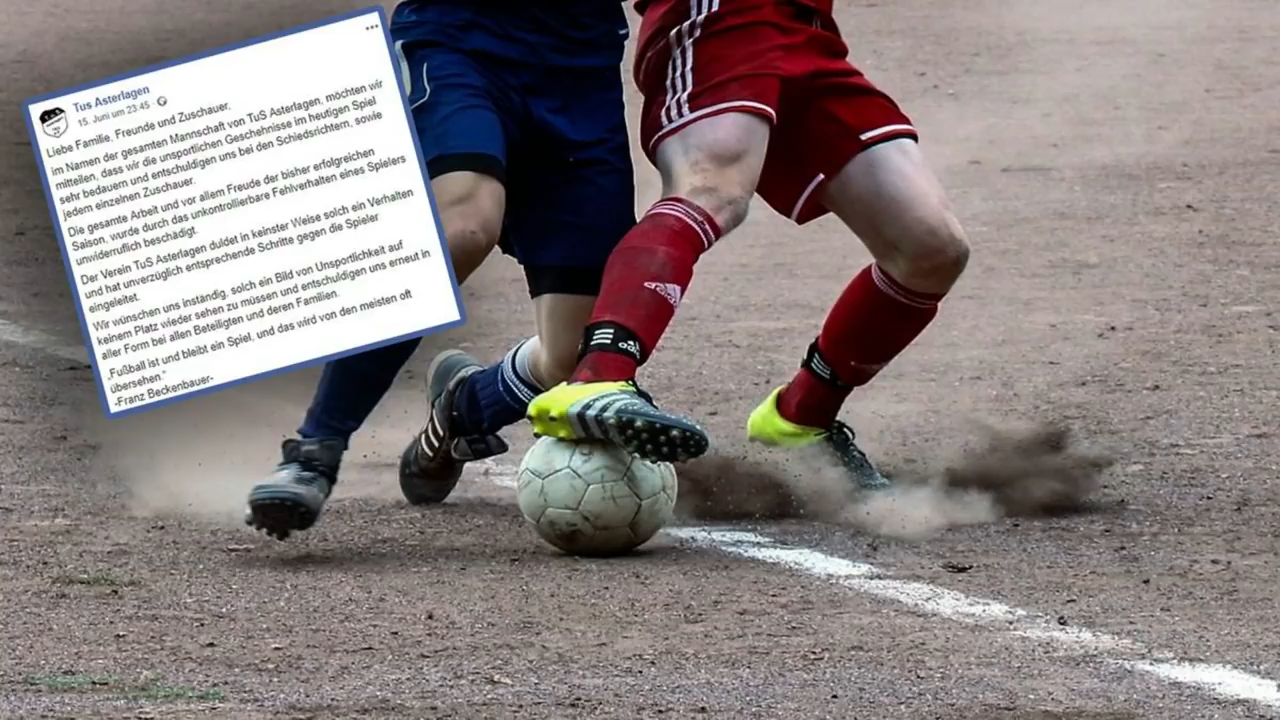 Tus Asterlagen
15. Juni um 23:45
Liebe Familie, Freunde und Zuschauer,
im Namen der gesamten Mannschaft von TuS Asterlagen, möchten wir
mitteilen, dass wir die unsportlichen Geschehnisse im heutigen Spiel
sehr bedauern und entschuldigen uns bei den Schiedsrichtern, sowie
jedem einzelnen Zuschauer.
Die gesamte Arbeit und vor allem Freude der bisher erfolgreichen
Saison, wurde durch das unkontrollierbare Fehlverhalten eines Spielers
unwiderruflich beschädigt.
Der Verein TuS Asterlagen duldet in keinster Weise solch ein Verhalten
und hat unverzüglich entsprechende Schritte gegen die Spieler
eingeleitet.
Wir wünschen uns inständig, solch ein Bild von Unsportlichkeit auf
keinem Platz wieder sehen zu müssen und entschuldigen uns erneut in
aller Form bei allen Beteiligten und deren Familien.
„Fußball ist und bleibt ein Spiel, und das wird von den meisten oft
übersehen."
-Franz Beckenbauer-
adidas